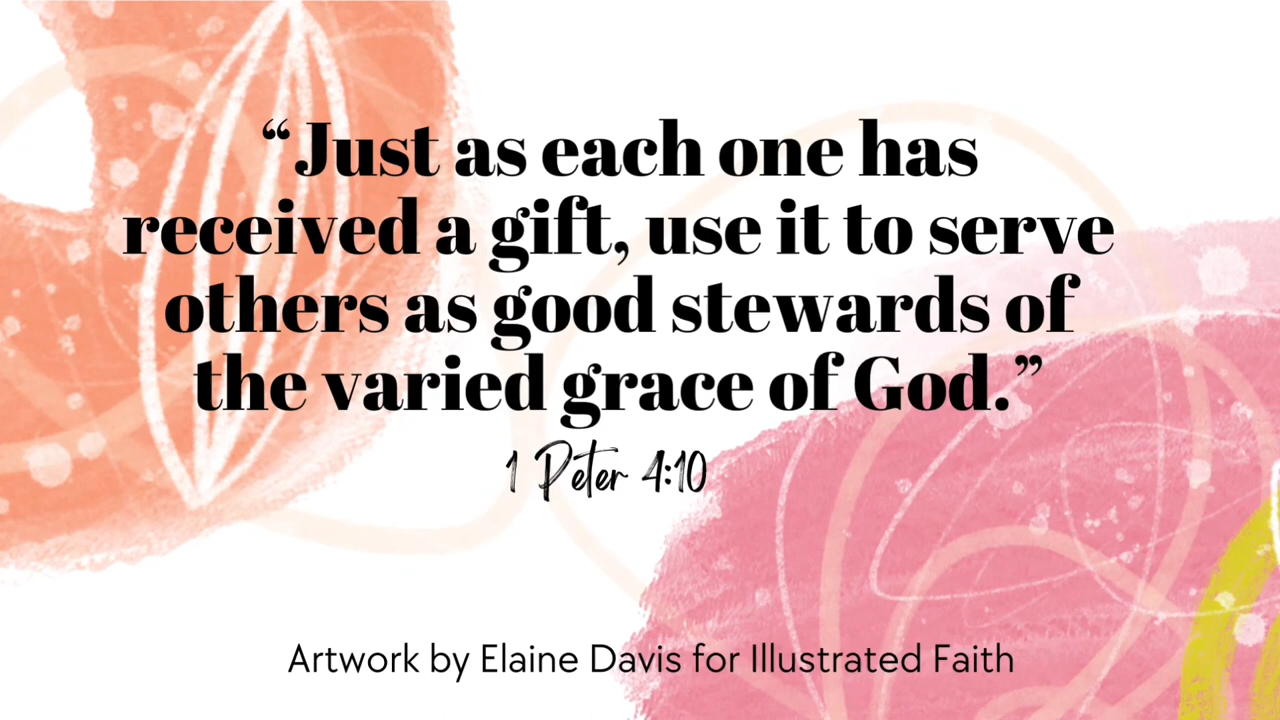 “Just as each one has
received a gift, use it to serve
others as good stewards of
the varied grace of God.”
1 Peter 4:10
Artwork by Elaine Davis for Illustrated Faith